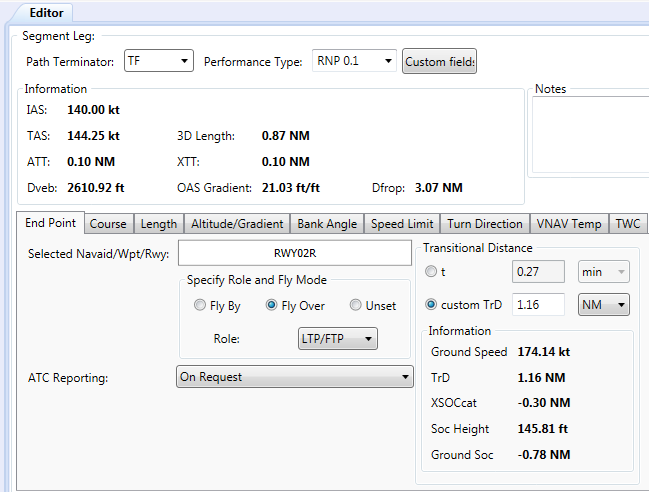 Editor
Segment Leg:
Path Terminator: TF Performance Type: RNP 0.1 Custom fields
Information
Notes
IAS: 140.00 kt
TAS: 144.25 kt 3D Length: 0.87 NM
ATT: 0.10 NM XTT: 0.10 NM
Dveb: 2610.92 ft OAS Gradient: 21.03 ft/ft Dfrop: 3.07 NM
End Point Course Length Altitude/Gradient Bank Angle Speed Limit Turn Direction VNAV Temp TWC
Selected Navaid/Wpt/Rwy: RWY02R
Specify Role and Fly Mode
Fly By Fly Over Unset
Role: LTP/FTP
ATC Reporting: On Request
Transitional Distance
t 0.27 min
custom TrD 1.16 NM
Information
Ground Speed 174.14 kt
TrD 1.16 NM
XSOCcat -0.30 NM
Soc Height 145.81 ft
Ground Soc -0.78 NM